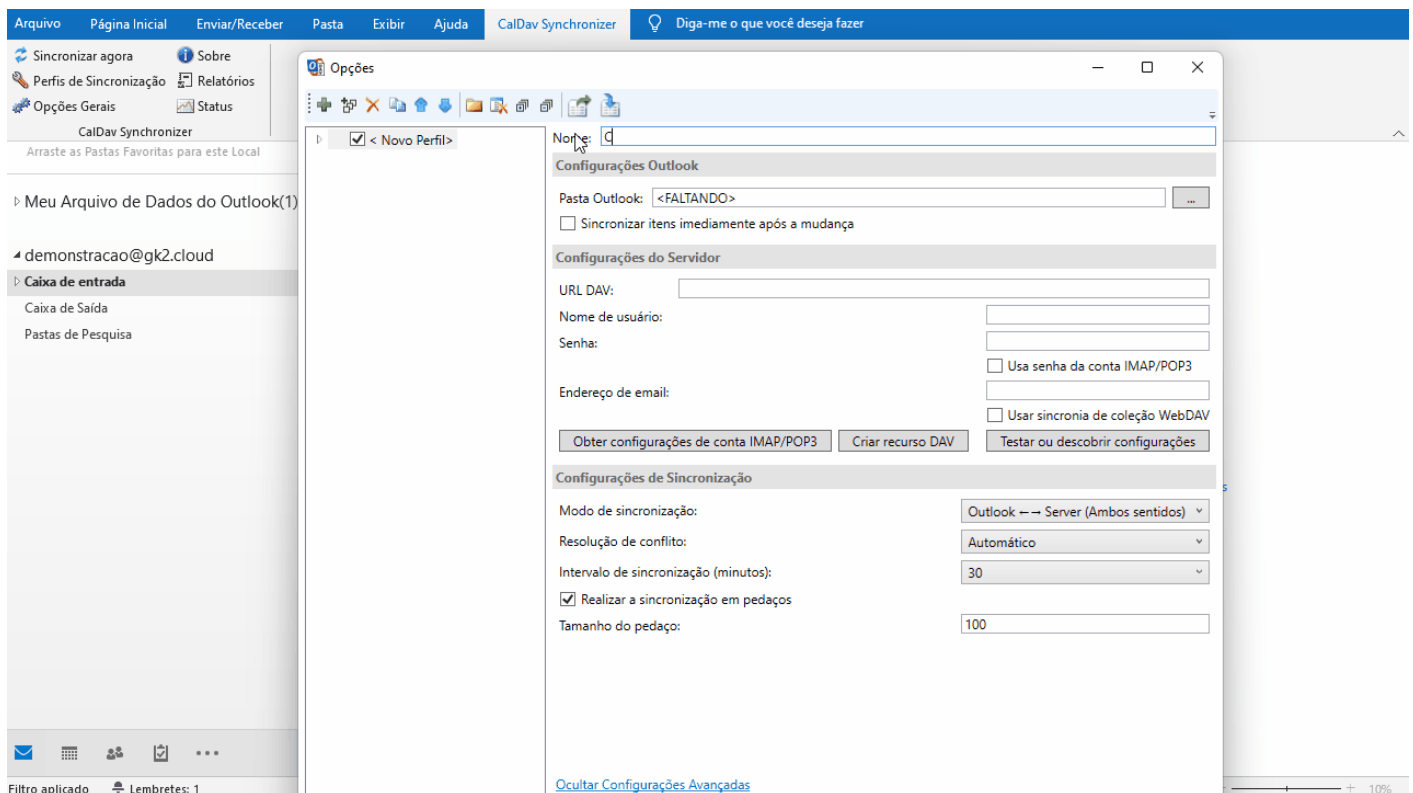 Arquivo Página Inicial Enviar/Receber Pasta Exibir Ajuda CalDav Synchronizer Diga-me o que você deseja fazer
Sincronizar agora Sobre
Perfis de Sincronização Relatórios
Opções Gerais Status
CalDav Synchronizer
Arraste as Pastas Favoritas para este Local
Meu Arquivo de Dados do Outlook(1)
demonstracao@gk2.cloud
Caixa de entrada
Caixa de Saída
Pastas de Pesquisa
Filtro aplicado Lembretes: 1
Opções
< Novo Perfil>
Nome: C
Configurações Outlook
Pasta Outlook: <FALTANDO> ...
Sincronizar itens imediamente após a mudança
Configurações do Servidor
URL DAV:
Nome de usuário:
Senha:
Usa senha da conta IMAP/POP3
Endereço de email:
Usar sincronia de coleção WebDAV
Obter configurações de conta IMAP/POP3 Criar recurso DAV Testar ou descobrir configurações
Configurações de Sincronização
Modo de sincronização: Outlook ←→ Server (Ambos sentidos)
Resolução de conflito: Automático
Intervalo de sincronização (minutos): 30
Realizar a sincronização em pedaços
Tamanho do pedaço: 100
Ocultar Configurações Avançadas
s
10%